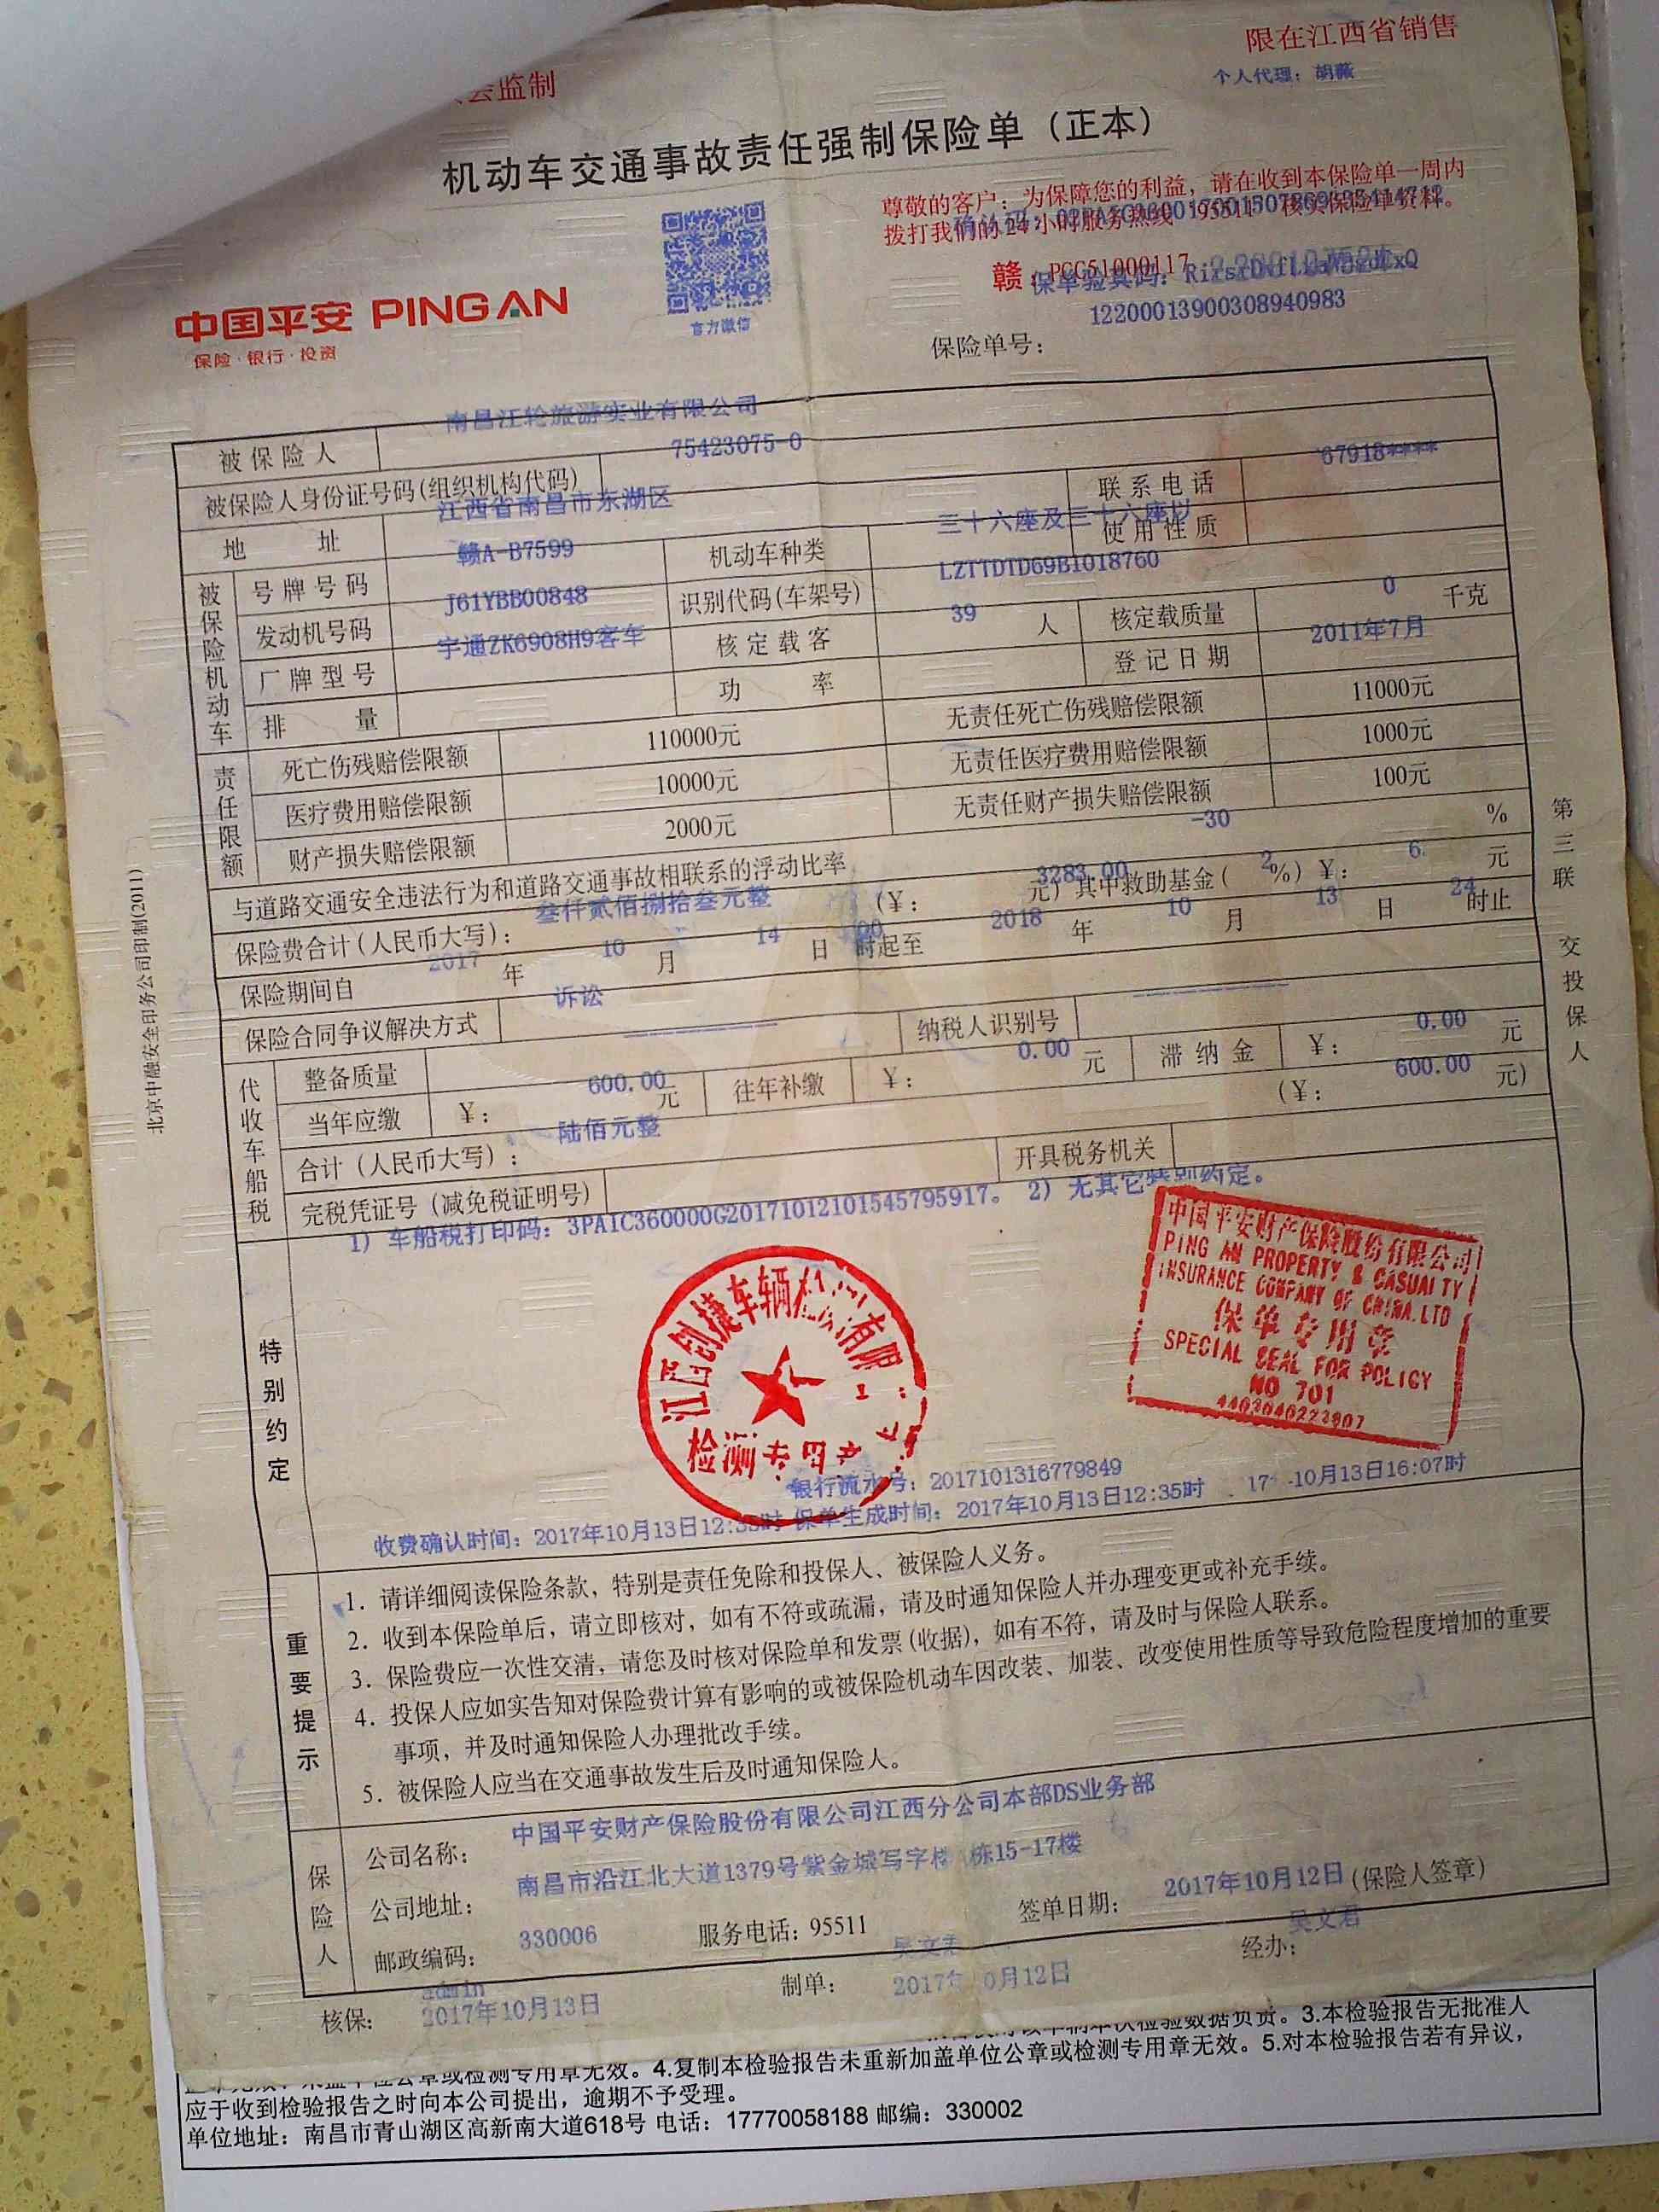 会监制
限在江西省销售
个人代理：胡薇
机动车交通事故责任强制保险单（正本）
尊敬的客户：为保障您的利益，请在收到本保险单一周内
拨打我们的24小时服务热线 95511 核实保险单资料。
官方微信
中国平安 PINGAN
保险·银行·投资
赣：PCG51000117
保单验真码：
保险单号：12200013900308940983
被保险人 南昌江轮旅游实业有限公司
被保险人身份证号码(组织机构代码) 75423075-0
地址 江西省南昌市东湖区 联系电话 67918****
被保险机动车
号牌号码 赣A-B7599 机动车种类 三十六座及三十六座以 使用性质
发动机号码 J61YBB00848 识别代码(车架号) LZTTDTD69B1018760
厂牌型号 宇通ZK6908H9客车 核定载客 39 人 核定载质量 0 千克
排量 功率 登记日期 2011年7月
责任限额
死亡伤残赔偿限额 110000元 无责任死亡伤残赔偿限额 11000元
医疗费用赔偿限额 10000元 无责任医疗费用赔偿限额 1000元
财产损失赔偿限额 2000元 无责任财产损失赔偿限额 100元
与道路交通安全违法行为和道路交通事故相联系的浮动比率 -30 %
保险费合计(人民币大写)：叁仟贰佰捌拾叁元整 (¥：3283.00 元) 其中救助基金( 2 %) ¥：6. 元
保险期间自 2017 年 10 月 14 日 00 时起至 2018 年 10 月 13 日 24 时止
保险合同争议解决方式 诉讼
代收车船税
整备质量 纳税人识别号
当年应缴 ¥：600.00 元 往年补缴 ¥：0.00 元 滞纳金 ¥：0.00 元
合计（人民币大写）：陆佰元整 (¥：600.00 元)
完税凭证号（减免税证明号） 开具税务机关
特别约定
1) 车船税打印码：3PAIC360000G20171012101545795917。 2) 无其它特别约定。
中国平安财产保险股份有限公司
PING AN PROPERTY & CASUALTY
INSURANCE COMPANY OF CHINA.LTD
保单专用章
SPECIAL SEAL FOR POLICY
NO 701
4403040223907
检测专用章
银行流水号：2017101316779849
收费确认时间：2017年10月13日12:35时 保单生成时间：2017年10月13日12:35时 10月13日16:07时
重要提示
1. 请详细阅读保险条款，特别是责任免除和投保人、被保险人义务。
2. 收到本保险单后，请立即核对，如有不符或疏漏，请及时通知保险人并办理变更或补充手续。
3. 保险费应一次性交清，请您及时核对保险单和发票(收据)，如有不符，请及时与保险人联系。
4. 投保人应如实告知对保险费计算有影响的或被保险机动车因改装、加装、改变使用性质等导致危险程度增加的重要
事项，并及时通知保险人办理批改手续。
5. 被保险人应当在交通事故发生后及时通知保险人。
保险人
公司名称：中国平安财产保险股份有限公司江西分公司本部DS业务部
公司地址：南昌市沿江北大道1379号紫金城写字楼 栋15-17楼
邮政编码：330006 服务电话：95511 签单日期：2017年10月12日 (保险人签章)
核保：admin 2017年10月13日 制单：吴文君 2017年 0月12日 经办：吴文君
北京中融安全印务公司印制(2011)
第三联 交投保人
3.本检验报告无批准人
4.复制本检验报告未重新加盖单位公章或检测专用章无效。5.对本检验报告若有异议，
应于收到检验报告之时向本公司提出，逾期不予受理。
单位地址：南昌市青山湖区高新南大道618号 电话：17770058188 邮编：330002